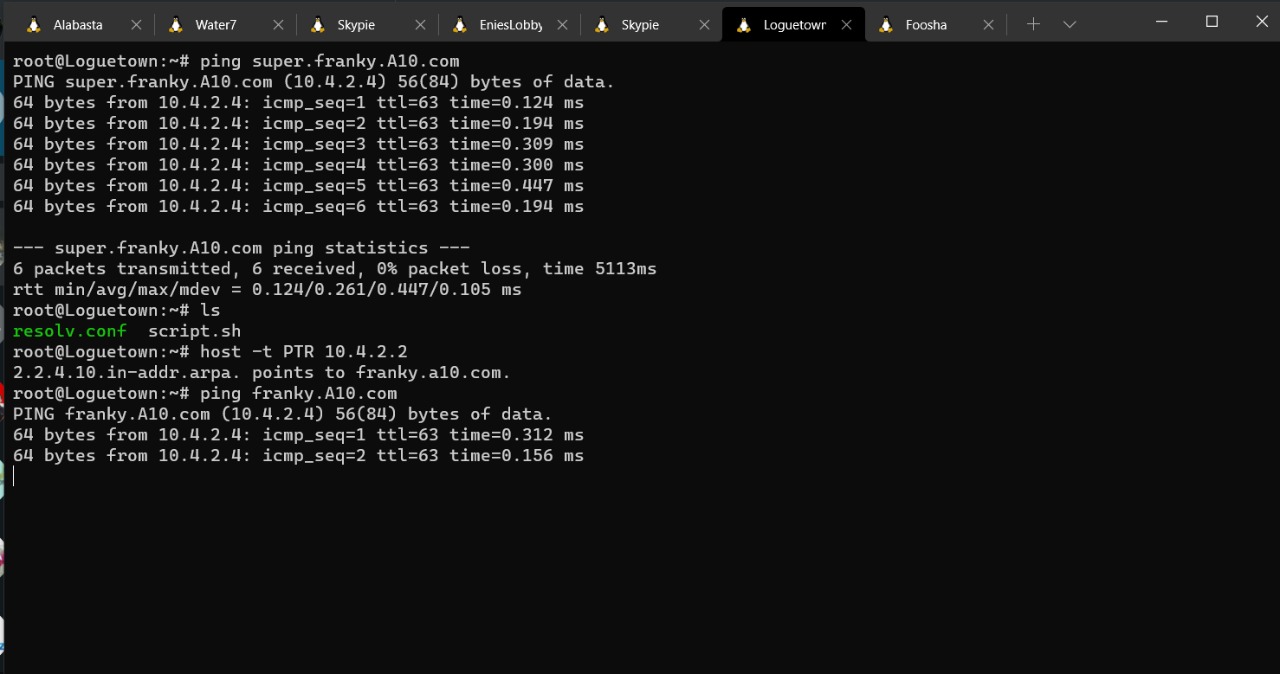 Alabasta
Water7
Skypie
EniesLobby
Skypie
Loguetown
Foosha
root@Loguetown:~# ping super.franky.A10.com
PING super.franky.A10.com (10.4.2.4) 56(84) bytes of data.
64 bytes from 10.4.2.4: icmp_seq=1 ttl=63 time=0.124 ms
64 bytes from 10.4.2.4: icmp_seq=2 ttl=63 time=0.194 ms
64 bytes from 10.4.2.4: icmp_seq=3 ttl=63 time=0.309 ms
64 bytes from 10.4.2.4: icmp_seq=4 ttl=63 time=0.300 ms
64 bytes from 10.4.2.4: icmp_seq=5 ttl=63 time=0.447 ms
64 bytes from 10.4.2.4: icmp_seq=6 ttl=63 time=0.194 ms
--- super.franky.A10.com ping statistics ---
6 packets transmitted, 6 received, 0% packet loss, time 5113ms
rtt min/avg/max/mdev = 0.124/0.261/0.447/0.105 ms
root@Loguetown:~# ls
resolv.conf  script.sh
root@Loguetown:~# host -t PTR 10.4.2.2
2.2.4.10.in-addr.arpa. points to franky.a10.com.
root@Loguetown:~# ping franky.A10.com
PING franky.A10.com (10.4.2.4) 56(84) bytes of data.
64 bytes from 10.4.2.4: icmp_seq=1 ttl=63 time=0.312 ms
64 bytes from 10.4.2.4: icmp_seq=2 ttl=63 time=0.156 ms